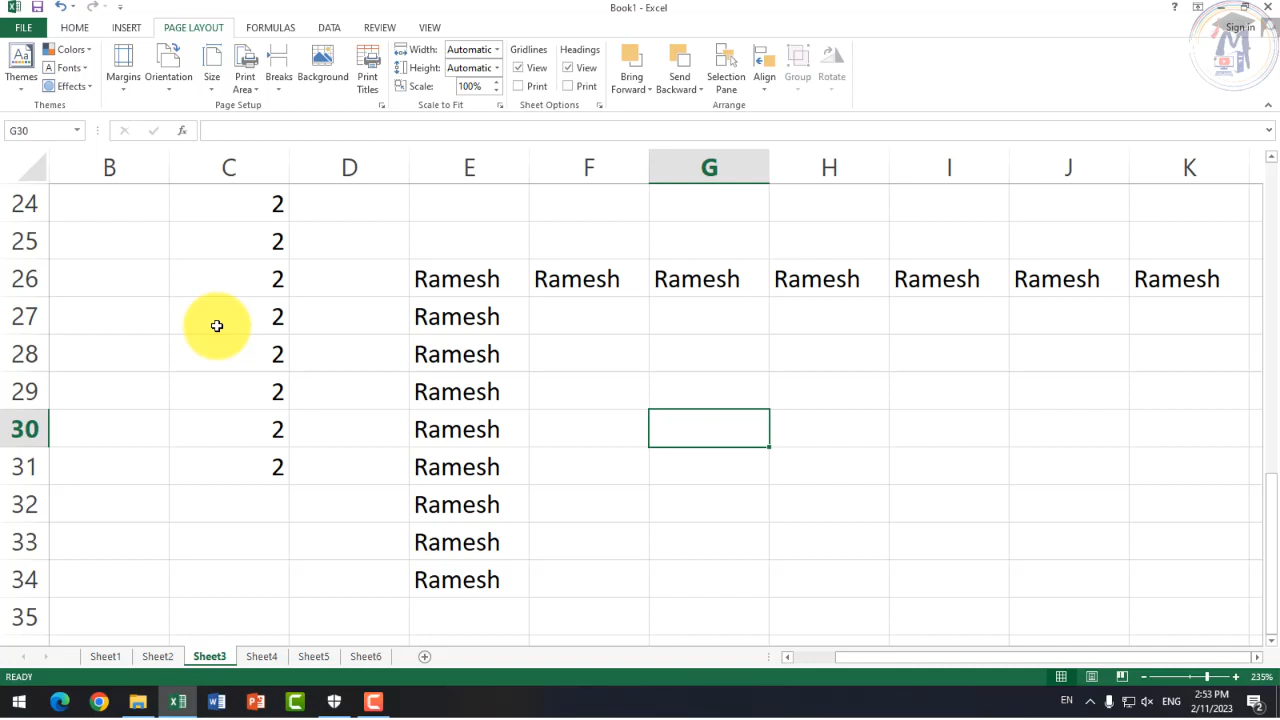 Book1 - Excel
Sign in
FILE HOME INSERT PAGE LAYOUT FORMULAS DATA REVIEW VIEW
Themes
Colors
Fonts
Effects
Margins Orientation Size Print Area Breaks Background Print Titles
Width: Automatic
Height: Automatic
Scale: 100%
Gridlines Headings
View View
Print Print
Bring Forward Send Backward Selection Pane Align Group Rotate
Themes Page Setup Scale to Fit Sheet Options Arrange
G30
fx
B C D E F G H I J K
24 2
25 2
26 2 Ramesh Ramesh Ramesh Ramesh Ramesh Ramesh Ramesh
27 2 Ramesh
28 2 Ramesh
29 2 Ramesh
30 2 Ramesh
31 2 Ramesh
32 Ramesh
33 Ramesh
34 Ramesh
35
Sheet1 Sheet2 Sheet3 Sheet4 Sheet5 Sheet6
READY 235%
EN ENG 2:53 PM
2/11/2023
2